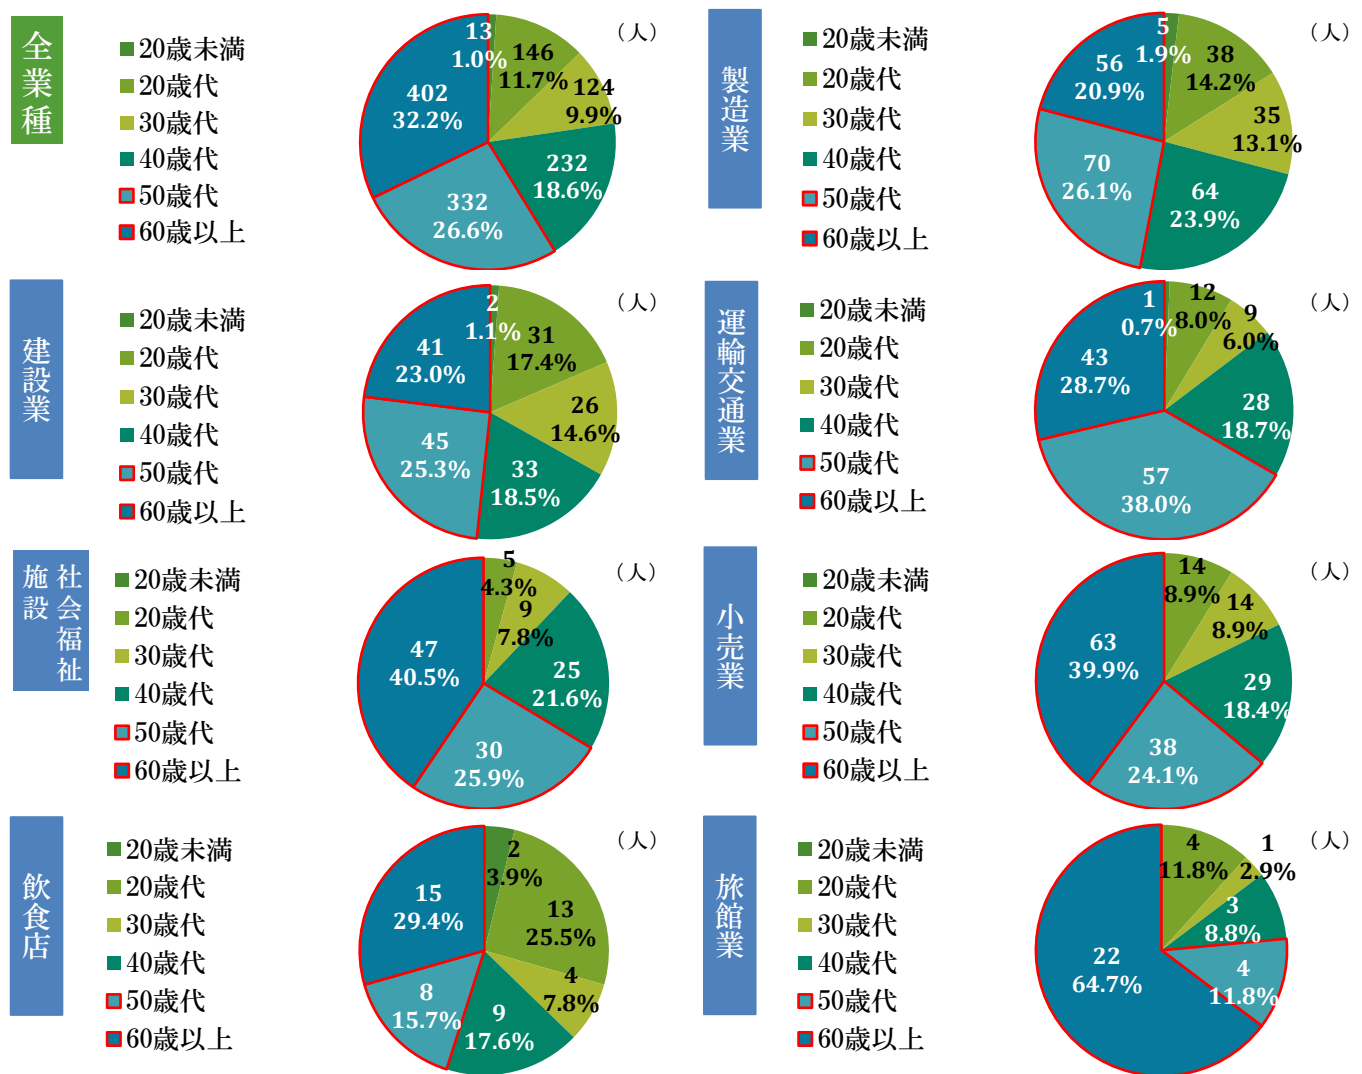 全業種
20歳未満
20歳代
30歳代
40歳代
50歳代
60歳以上
（人）
13
1.0%
146
11.7%
124
9.9%
232
18.6%
332
26.6%
402
32.2%
製造業
20歳未満
20歳代
30歳代
40歳代
50歳代
60歳以上
（人）
5
1.9%
38
14.2%
35
13.1%
64
23.9%
70
26.1%
56
20.9%
建設業
20歳未満
20歳代
30歳代
40歳代
50歳代
60歳以上
（人）
2
1.1%
31
17.4%
26
14.6%
33
18.5%
45
25.3%
41
23.0%
運輸交通業
20歳未満
20歳代
30歳代
40歳代
50歳代
60歳以上
（人）
1
0.7%
12
8.0%
9
6.0%
28
18.7%
57
38.0%
43
28.7%
社会福祉
施設
20歳未満
20歳代
30歳代
40歳代
50歳代
60歳以上
（人）
5
4.3%
9
7.8%
25
21.6%
30
25.9%
47
40.5%
小売業
20歳未満
20歳代
30歳代
40歳代
50歳代
60歳以上
（人）
14
8.9%
14
8.9%
29
18.4%
38
24.1%
63
39.9%
飲食店
20歳未満
20歳代
30歳代
40歳代
50歳代
60歳以上
（人）
2
3.9%
13
25.5%
4
7.8%
9
17.6%
8
15.7%
15
29.4%
旅館業
20歳未満
20歳代
30歳代
40歳代
50歳代
60歳以上
（人）
4
11.8%
1
2.9%
3
8.8%
4
11.8%
22
64.7%